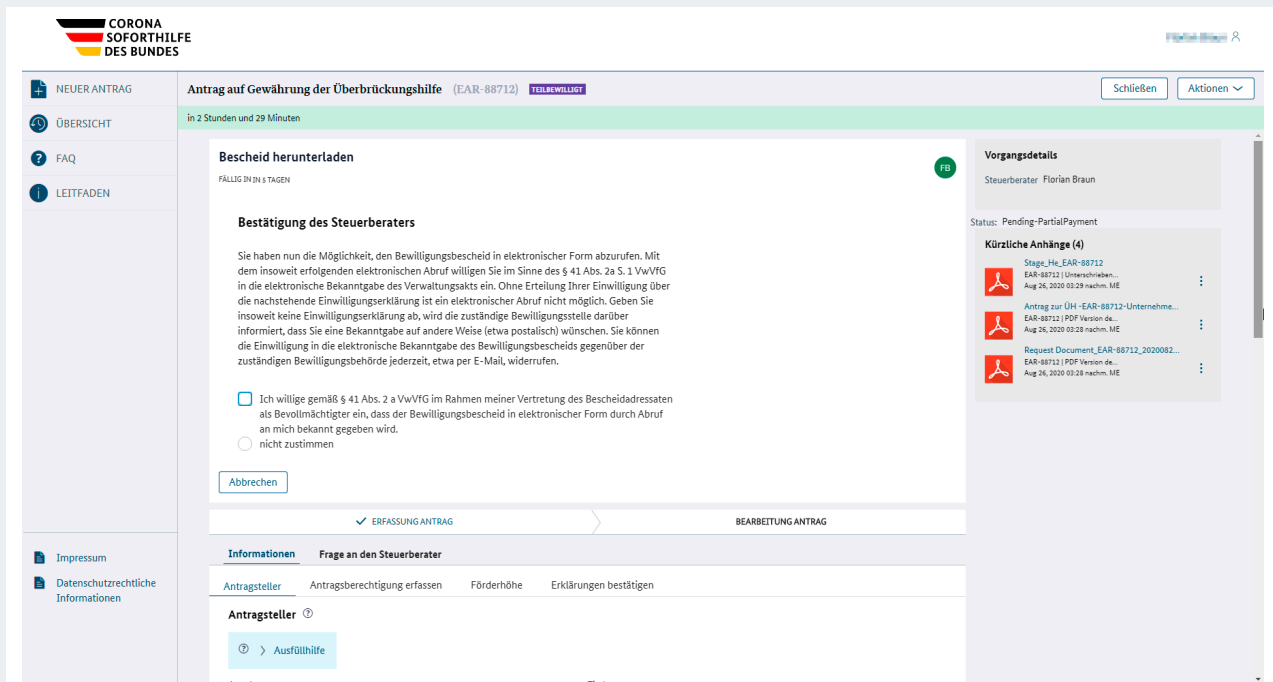 CORONA
SOFORTHILFE
DES BUNDES
NEUER ANTRAG
ÜBERSICHT
FAQ
LEITFADEN
Impressum
Datenschutzrechtliche
Informationen
Antrag auf Gewährung der Überbrückungshilfe (EAR-88712) TEILBEWILLIGT
Schließen
Aktionen
in 2 Stunden und 29 Minuten
Bescheid herunterladen
FÄLLIG IN IN 5 TAGEN
FB
Bestätigung des Steuerberaters
Sie haben nun die Möglichkeit, den Bewilligungsbescheid in elektronischer Form abzurufen. Mit
dem insoweit erfolgenden elektronischen Abruf willigen Sie im Sinne des § 41 Abs. 2a S. 1 VwVfG
in die elektronische Bekanntgabe des Verwaltungsakts ein. Ohne Erteilung Ihrer Einwilligung über
die nachstehende Einwilligungserklärung ist ein elektronischer Abruf nicht möglich. Geben Sie
insoweit keine Einwilligungserklärung ab, wird die zuständige Bewilligungsstelle darüber
informiert, dass Sie eine Bekanntgabe auf andere Weise (etwa postalisch) wünschen. Sie können
die Einwilligung in die elektronische Bekanntgabe des Bewilligungsbescheids gegenüber der
zuständigen Bewilligungsbehörde jederzeit, etwa per E-Mail, widerrufen.
Ich willige gemäß § 41 Abs. 2 a VwVfG im Rahmen meiner Vertretung des Bescheidadressaten
als Bevollmächtigter ein, dass der Bewilligungsbescheid in elektronischer Form durch Abruf
an mich bekannt gegeben wird.
nicht zustimmen
Abbrechen
ERFASSUNG ANTRAG
BEARBEITUNG ANTRAG
Informationen
Frage an den Steuerberater
Antragsteller
Antragsberechtigung erfassen
Förderhöhe
Erklärungen bestätigen
Antragsteller
Ausfüllhilfe
Vorgangsdetails
Steuerberater Florian Braun
Status: Pending-PartialPayment
Kürzliche Anhänge (4)
Stage_He_EAR-88712
EAR-88712 | Unterschrieben...
Aug 26, 2020 03:29 nachm. ME
Antrag zur ÜH -EAR-88712-Unternehme...
EAR-88712 | PDF Version de...
Aug 26, 2020 03:28 nachm. ME
Request Document_EAR-88712_2020082...
EAR-88712 | PDF Version de...
Aug 26, 2020 03:28 nachm. ME